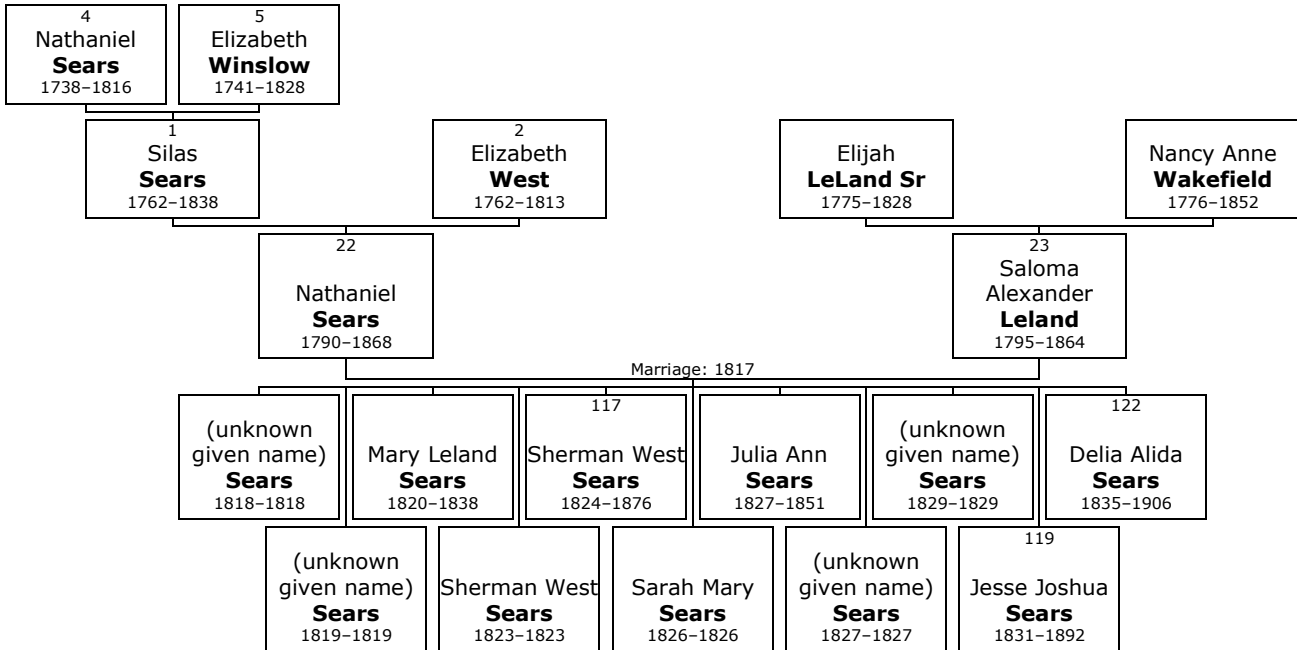 4
Nathaniel
Sears
1738–1816
5
Elizabeth
Winslow
1741–1828
1
Silas
Sears
1762–1838
2
Elizabeth
West
1762–1813
Elijah
LeLand Sr
1775–1828
Nancy Anne
Wakefield
1776–1852
22
Nathaniel
Sears
1790–1868
23
Saloma
Alexander
Leland
1795–1864
Marriage: 1817
(unknown
given name)
Sears
1818–1818
Mary Leland
Sears
1820–1838
117
Sherman West
Sears
1824–1876
Julia Ann
Sears
1827–1851
(unknown
given name)
Sears
1829–1829
122
Delia Alida
Sears
1835–1906
(unknown
given name)
Sears
1819–1819
Sherman West
Sears
1823–1823
Sarah Mary
Sears
1826–1826
(unknown
given name)
Sears
1827–1827
119
Jesse Joshua
Sears
1831–1892